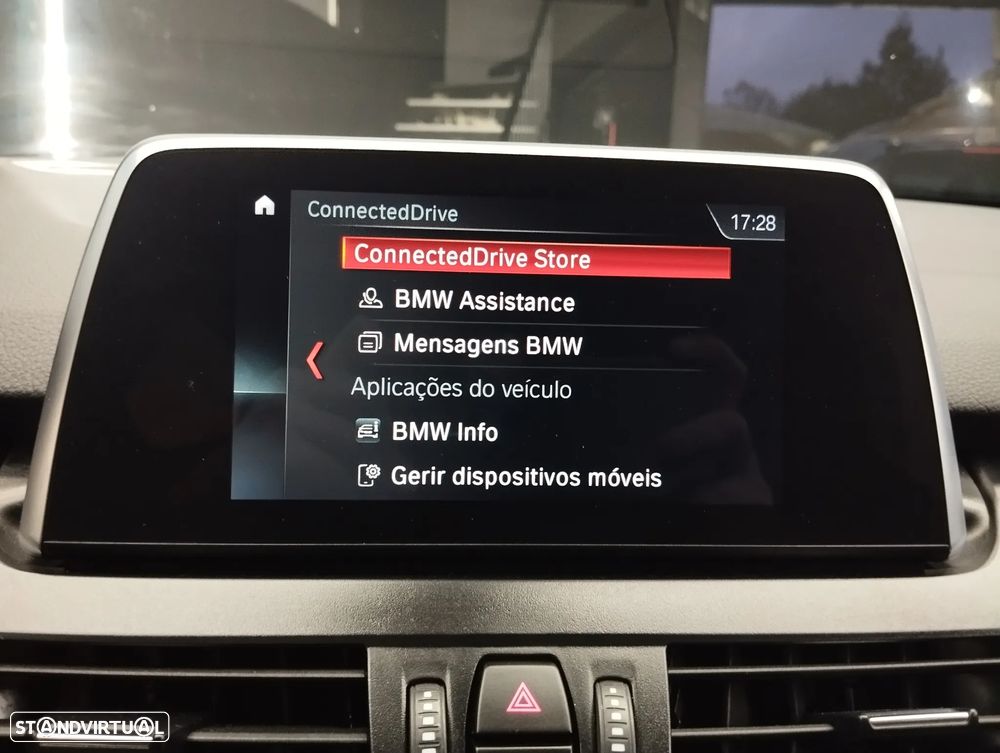 ConnectedDrive
17:28
ConnectedDrive Store
BMW Assistance
Mensagens BMW
Aplicações do veículo
BMW Info
Gerir dispositivos móveis
STANDVIRTUAL